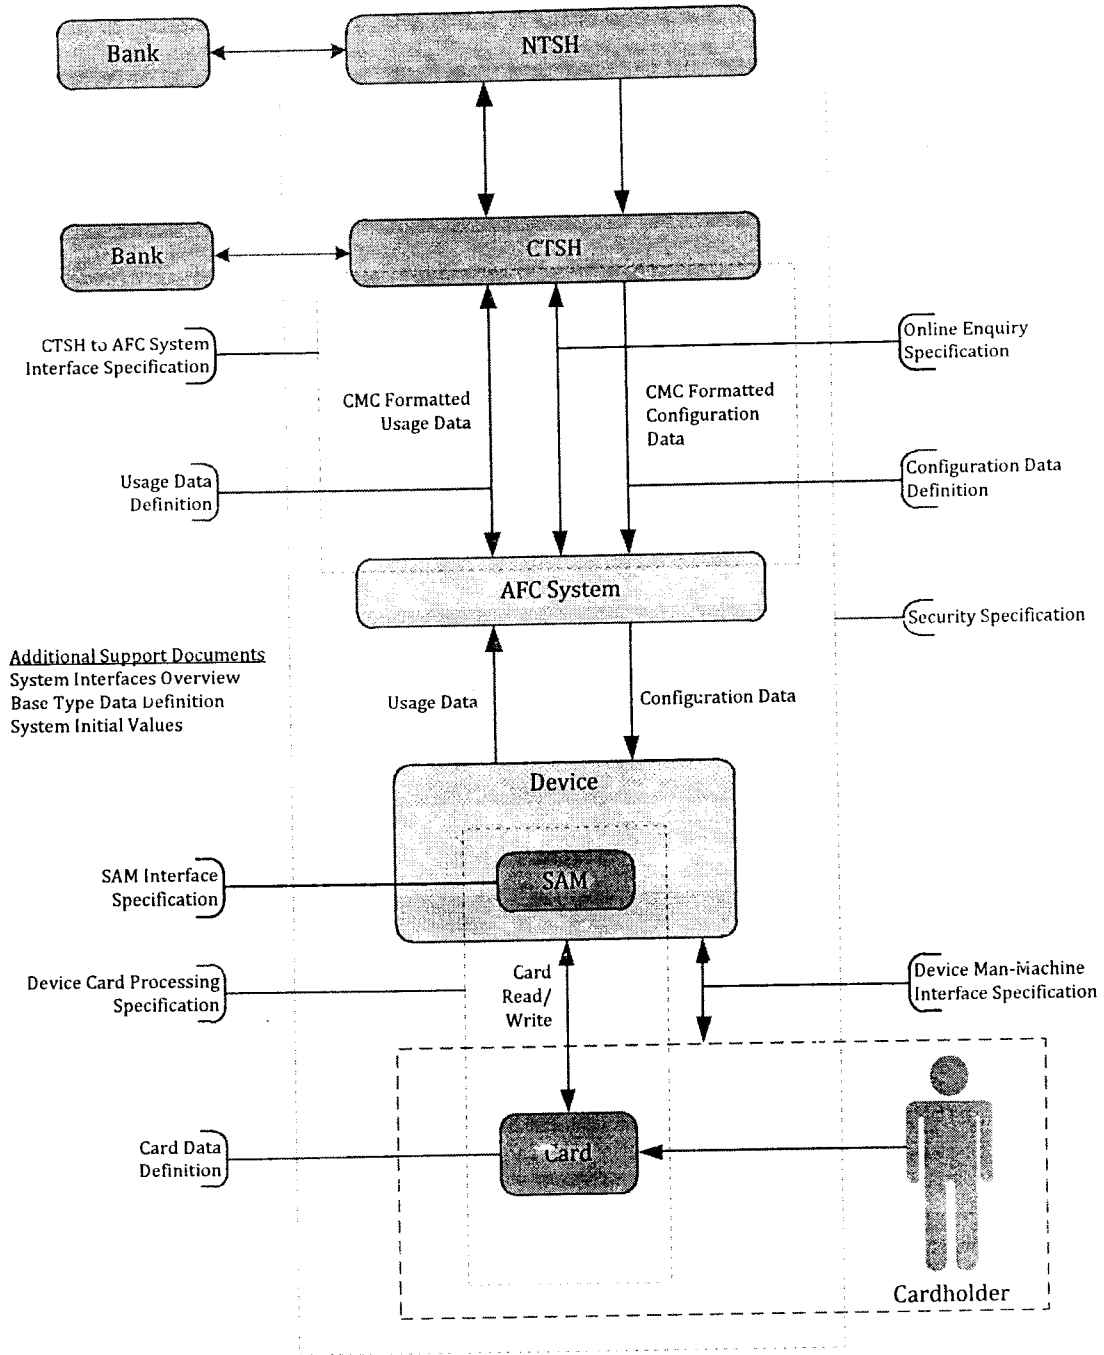 Bank
NTSH
Bank
CTSH
CTSH to AFC System
Interface Specification
Online Enquiry
Specification
CMC Formatted
Usage Data
CMC Formatted
Configuration
Data
Usage Data
Definition
Configuration Data
Definition
AFC System
Security Specification
Additional Support Documents
System Interfaces Overview
Base Type Data Definition
System Initial Values
Usage Data
Configuration Data
Device
SAM Interface
Specification
SAM
Device Card Processing
Specification
Card
Read/
Write
Device Man-Machine
Interface Specification
Card Data
Definition
Card
Cardholder